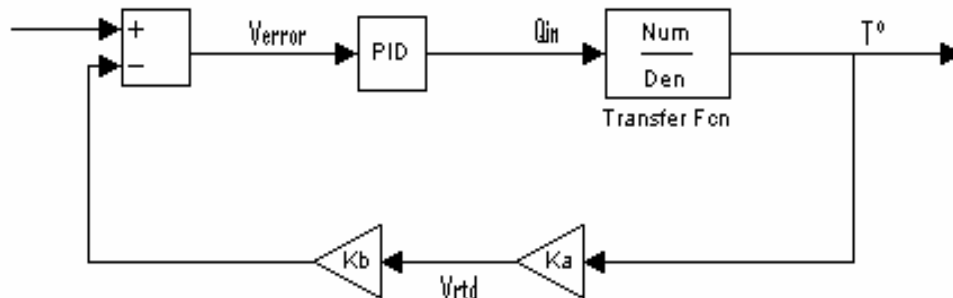 +
−
Verror
PID
Qin
Num
Den
Transfer Fcn
T°
Kb
Vrtd
Ka